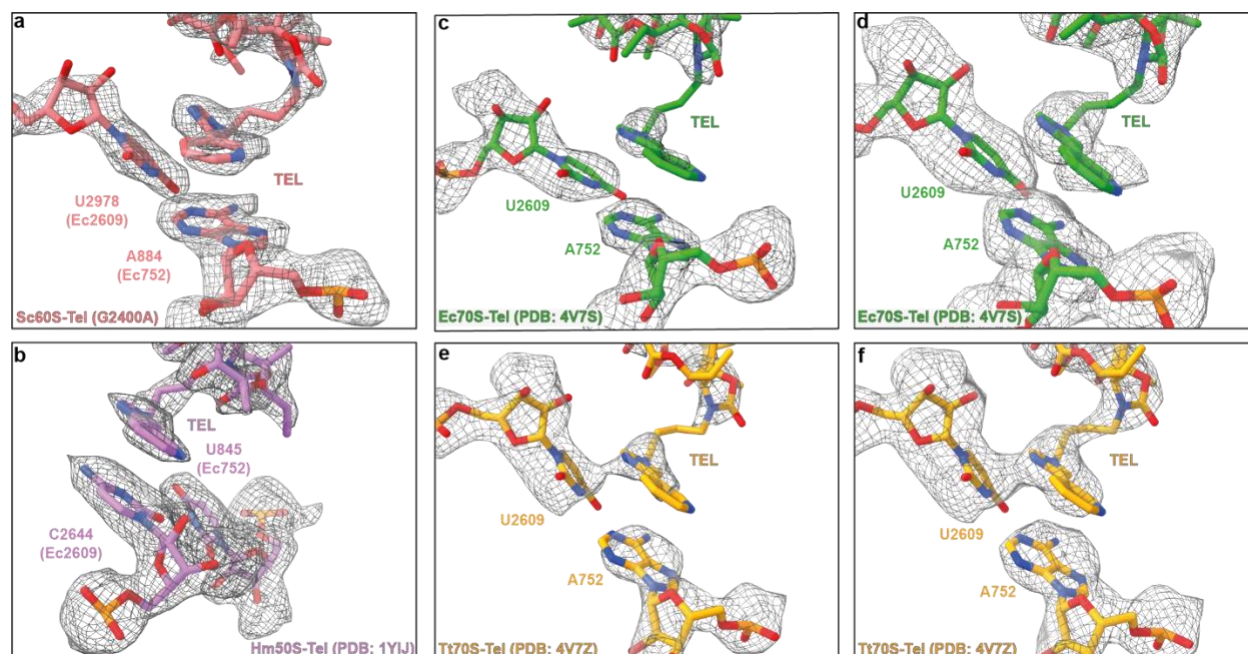 a
TEL
U2978
(Ec2609)
A884
(Ec752)
Sc60S-Tel (G2400A)
b
TEL
U845
(Ec752)
C2644
(Ec2609)
Hm50S-Tel (PDB: 1YIJ)
c
TEL
U2609
A752
Ec70S-Tel (PDB: 4V7S)
d
TEL
U2609
A752
Ec70S-Tel (PDB: 4V7S)
e
TEL
U2609
A752
Tt70S-Tel (PDB: 4V7Z)
f
TEL
U2609
A752
Tt70S-Tel (PDB: 4V7Z)